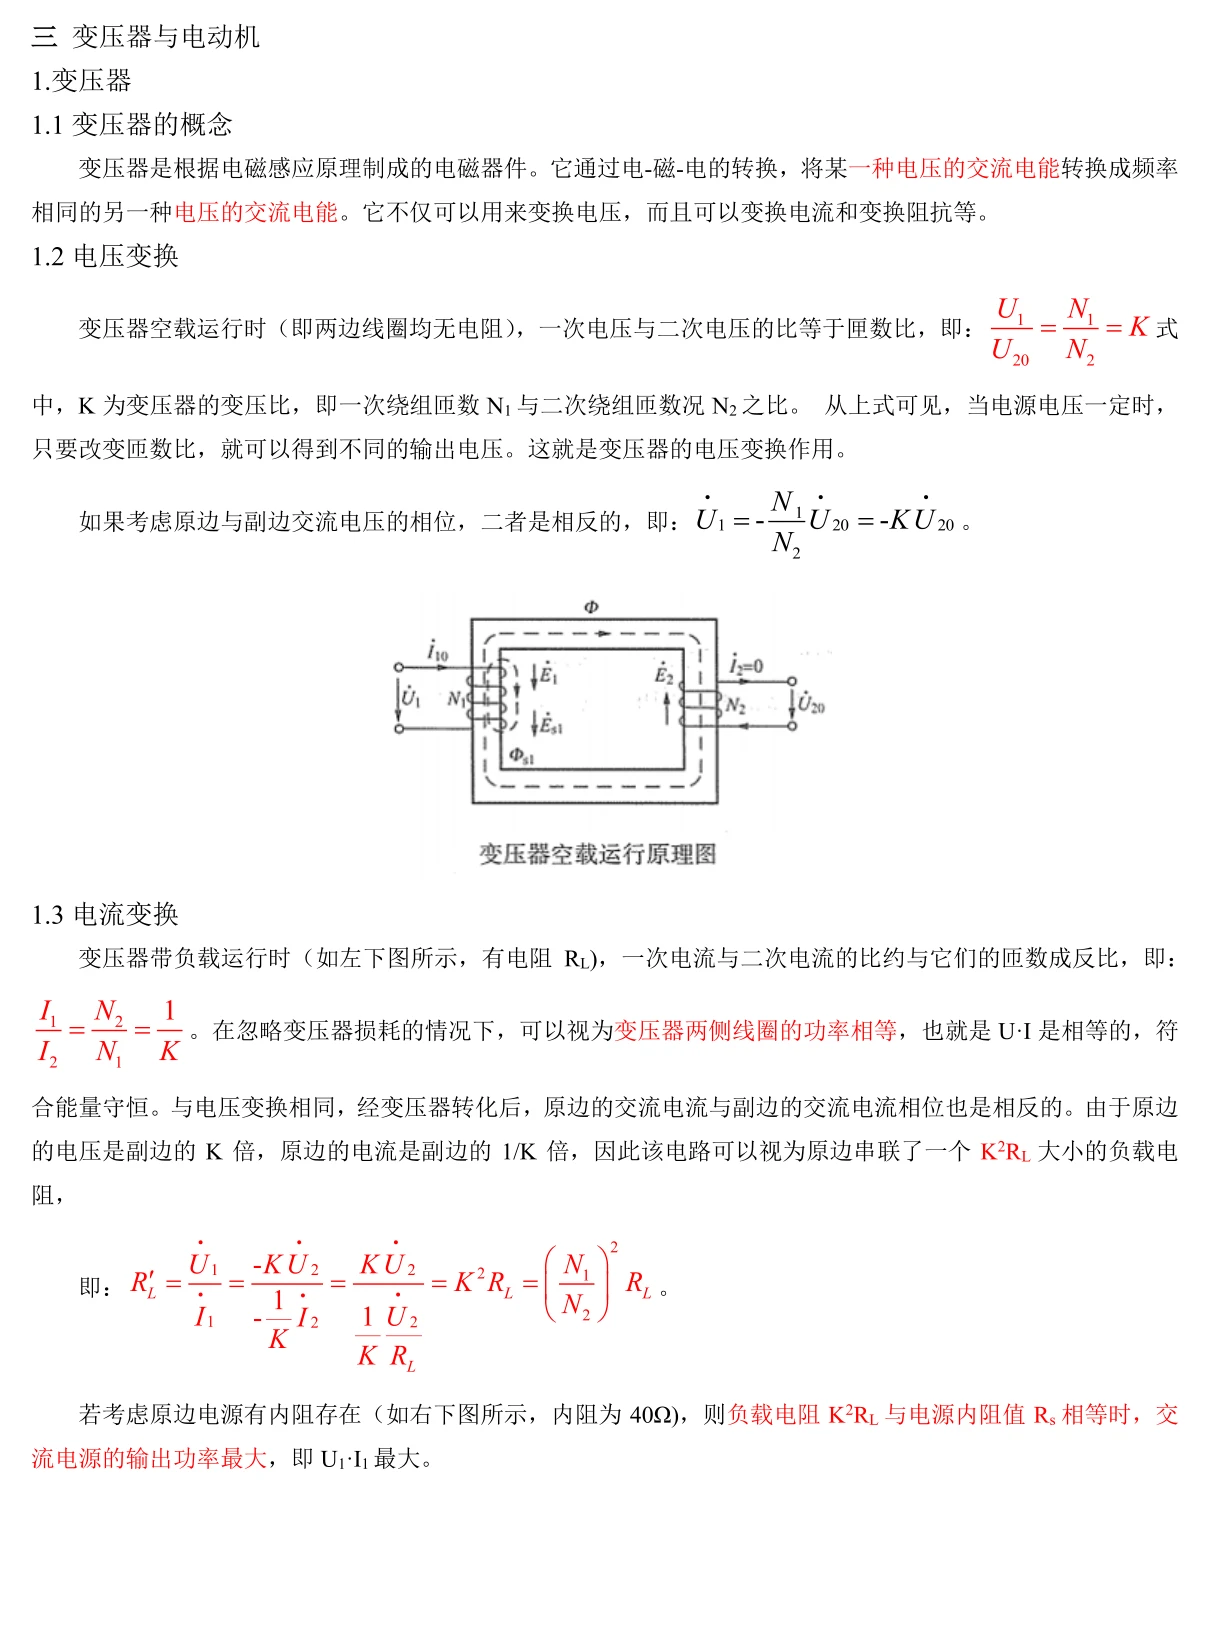 三 变压器与电动机
1.变压器
1.1 变压器的概念
变压器是根据电磁感应原理制成的电磁器件。它通过电-磁-电的转换，将某一种电压的交流电能转换成频率
相同的另一种电压的交流电能。它不仅可以用来变换电压，而且可以变换电流和变换阻抗等。
1.2 电压变换
变压器空载运行时（即两边线圈均无电阻），一次电压与二次电压的比等于匝数比，即：U₁/U₂₀ = N₁/N₂ = K 式
中，K 为变压器的变压比，即一次绕组匝数 N₁ 与二次绕组匝数况 N₂ 之比。 从上式可见，当电源电压一定时，
只要改变匝数比，就可以得到不同的输出电压。这就是变压器的电压变换作用。
如果考虑原边与副边交流电压的相位，二者是相反的，即：U̇₁ = -N₁/N₂ U̇₂₀ = -K U̇₂₀ 。
Φ
İ₁₀
U̇₁ N₁ Ė₁ Ė₂ İ₂=0 N₂ U̇₂₀
Ės₁
Φs₁
变压器空载运行原理图
1.3 电流变换
变压器带负载运行时（如左下图所示，有电阻 R_L)，一次电流与二次电流的比约与它们的匝数成反比，即：
I₁/I₂ = N₂/N₁ = 1/K 。在忽略变压器损耗的情况下，可以视为变压器两侧线圈的功率相等，也就是 U·I 是相等的，符
合能量守恒。与电压变换相同，经变压器转化后，原边的交流电流与副边的交流电流相位也是相反的。由于原边
的电压是副边的 K 倍，原边的电流是副边的 1/K 倍，因此该电路可以视为原边串联了一个 K²R_L 大小的负载电
阻，
即：R′_L = U̇₁/İ₁ = (-K U̇₂)/(-1/K İ₂) = (K U̇₂)/(1/K U̇₂/R_L) = K²R_L = (N₁/N₂)² R_L 。
若考虑原边电源有内阻存在（如右下图所示，内阻为 40Ω)，则负载电阻 K²R_L 与电源内阻值 R_s 相等时，交
流电源的输出功率最大，即 U₁·I₁ 最大。